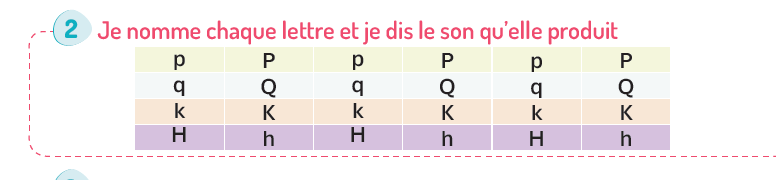 2 Je nomme chaque lettre et je dis le son qu'elle produit
p P p P p P
q Q q Q q Q
k K k K k K
H h H h H h